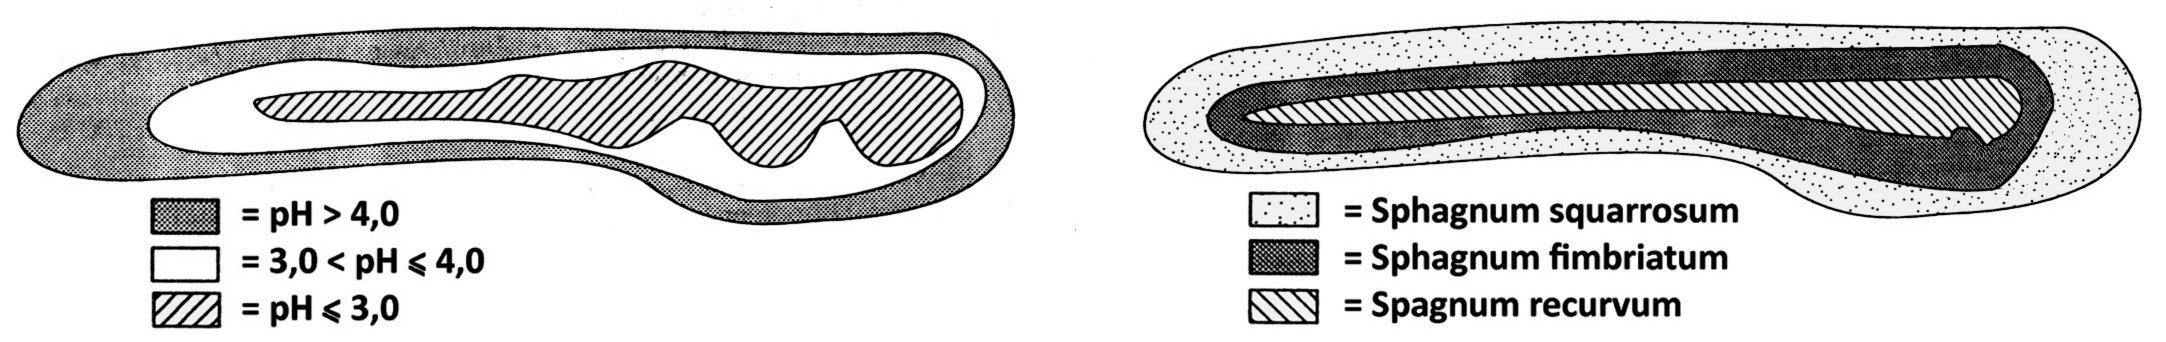 = pH > 4,0
= 3,0 < pH ⩽ 4,0
= pH ⩽ 3,0
= Sphagnum squarrosum
= Sphagnum fimbriatum
= Spagnum recurvum